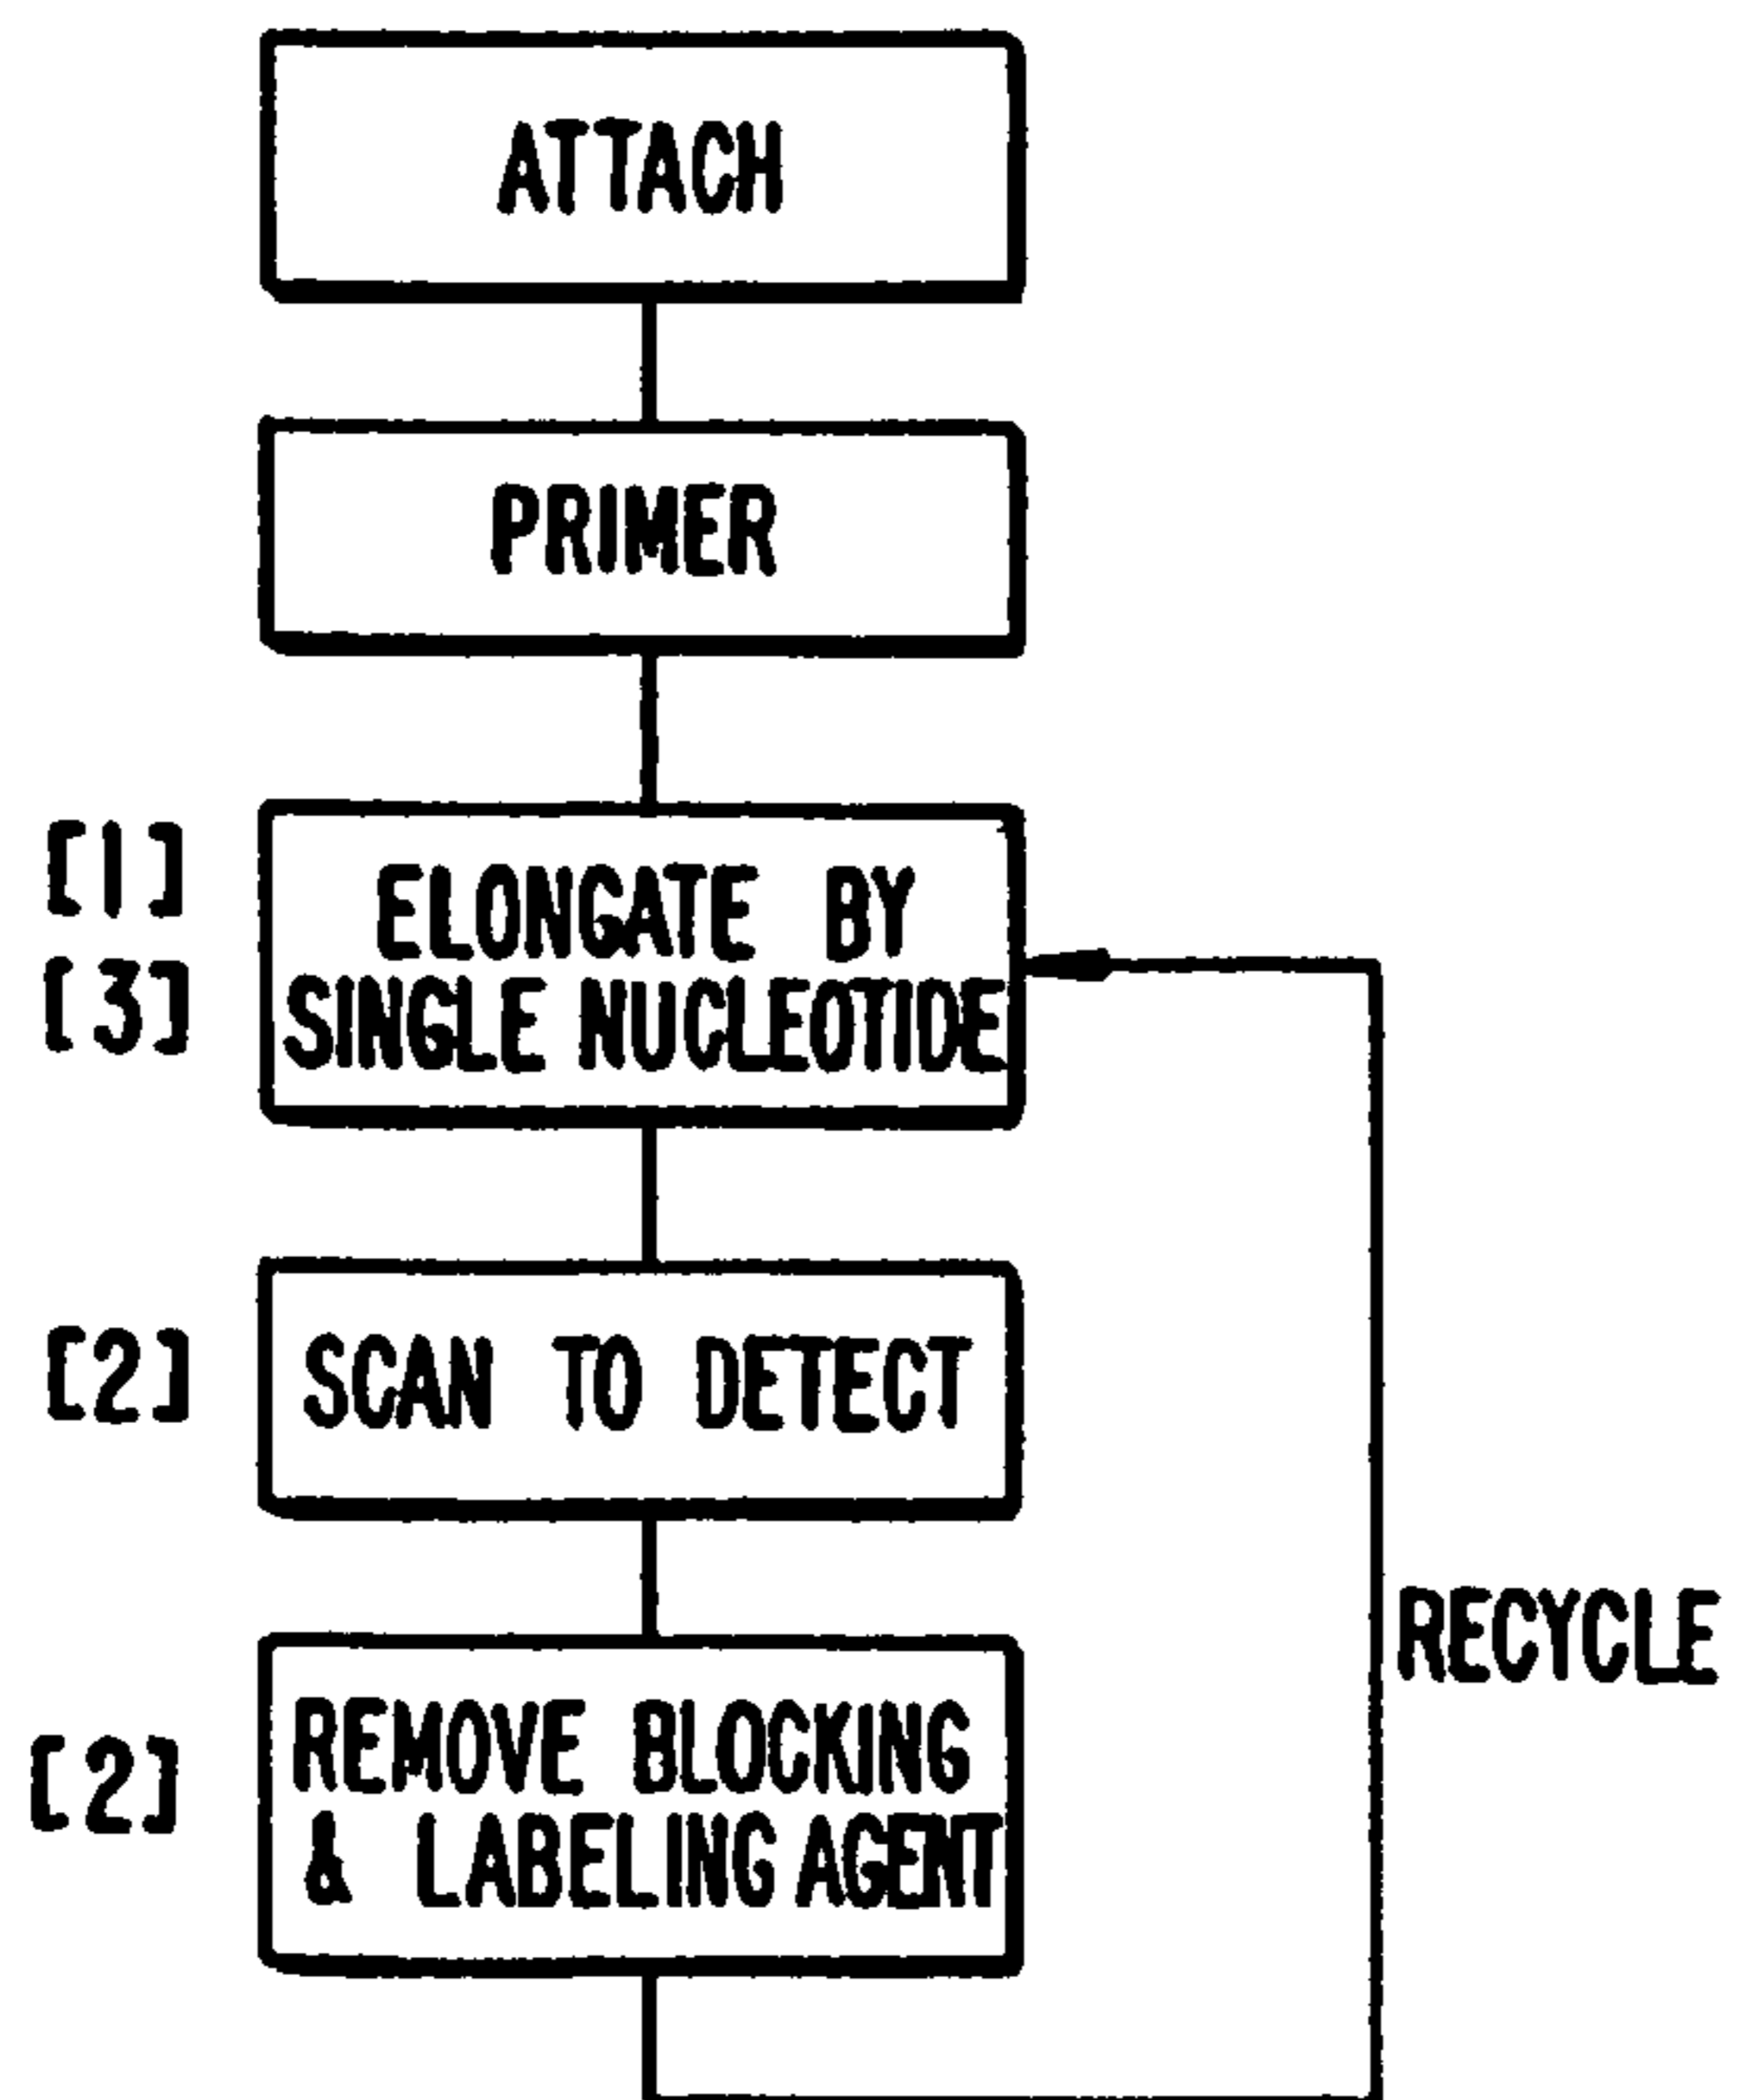 ATTACH
PRIMER
[1]
ELONGATE BY
[3]
SINGLE NUCLEOTIDE
[2]
SCAN TO DETECT
RECYCLE
[2]
REMOVE BLOCKING
& LABELING AGENT